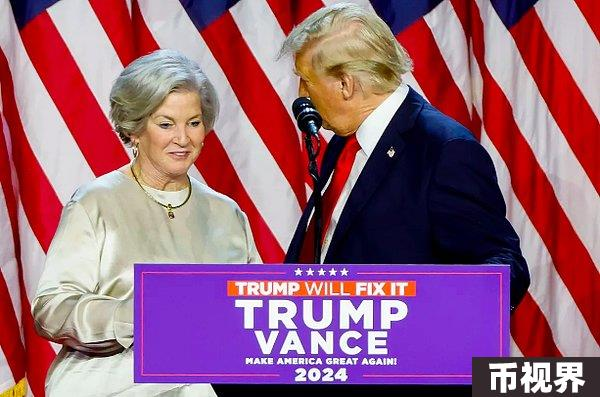 TRUMP WILL FIX IT
TRUMP
VANCE
MAKE AMERICA GREAT AGAIN!
2024
币视界